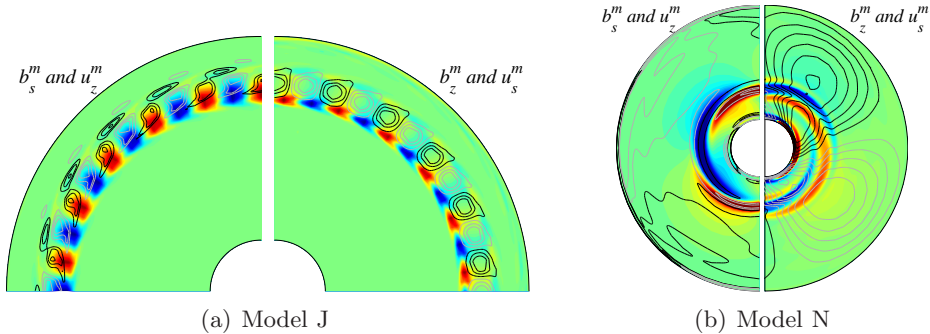 b_s^m and u_z^m
b_z^m and u_s^m
b_s^m and u_z^m
b_z^m and u_s^m
(a) Model J
(b) Model N